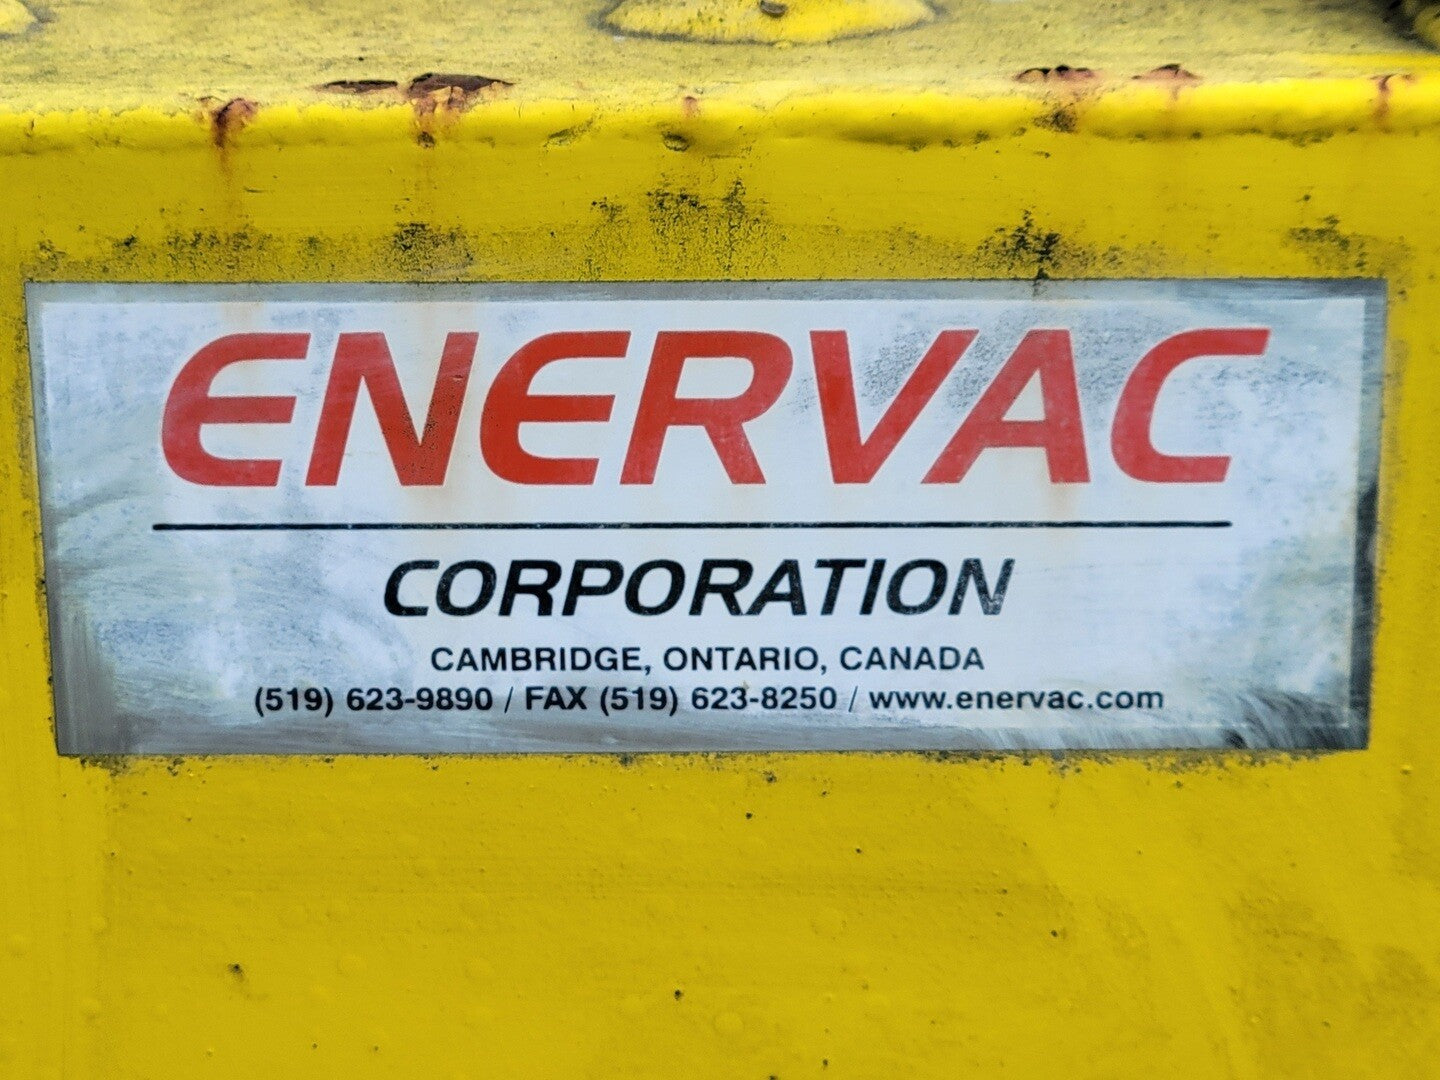 ENERVAC
CORPORATION
CAMBRIDGE, ONTARIO, CANADA
(519) 623-9890 / FAX (519) 623-8250 / www.enervac.com